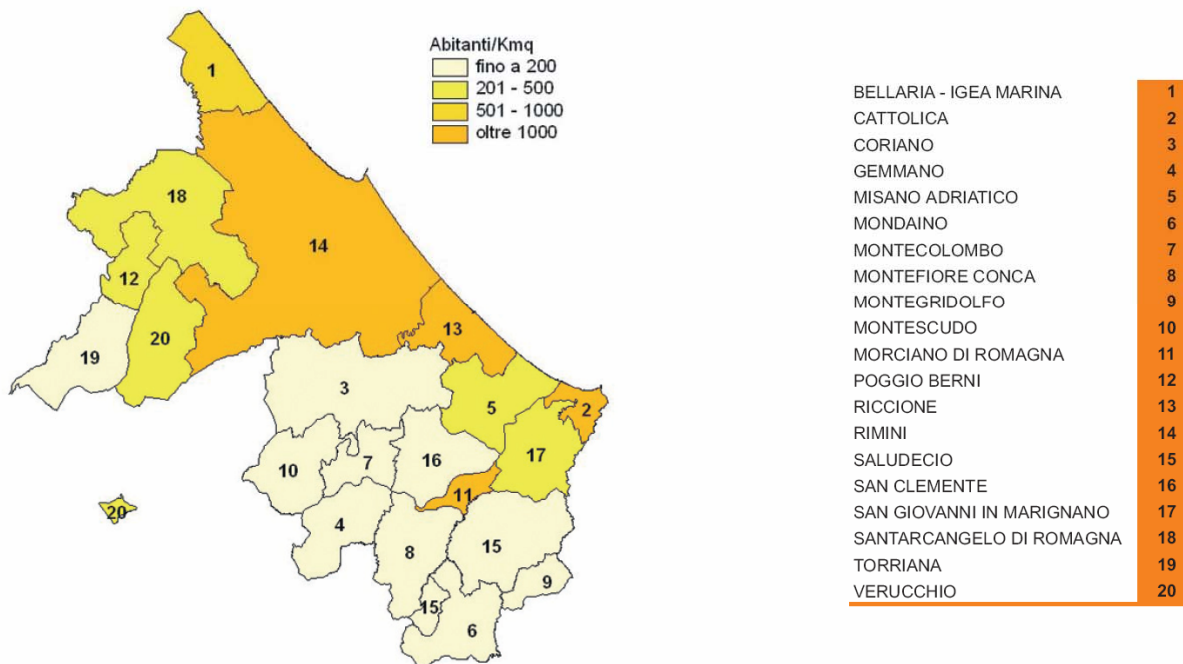 Abitanti/Kmq
fino a 200
201 - 500
501 - 1000
oltre 1000
1
18
14
12
20
19
13
3
5
2
17
16
10
7
11
20
4
8
15
9
15
6
BELLARIA - IGEA MARINA 1
CATTOLICA 2
CORIANO 3
GEMMANO 4
MISANO ADRIATICO 5
MONDAINO 6
MONTECOLOMBO 7
MONTEFIORE CONCA 8
MONTEGRIDOLFO 9
MONTESCUDO 10
MORCIANO DI ROMAGNA 11
POGGIO BERNI 12
RICCIONE 13
RIMINI 14
SALUDECIO 15
SAN CLEMENTE 16
SAN GIOVANNI IN MARIGNANO 17
SANTARCANGELO DI ROMAGNA 18
TORRIANA 19
VERUCCHIO 20